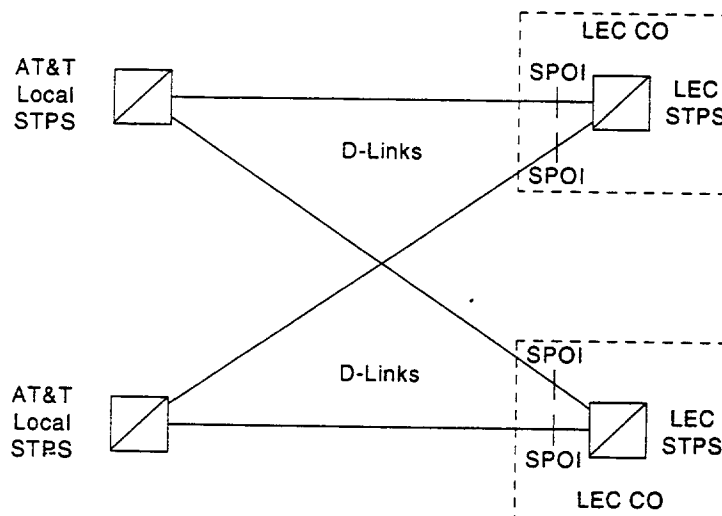 LEC CO
AT&T
Local
STPS
SPOI
LEC
STPS
D-Links
SPOI
SPOI
D-Links
AT&T
Local
STPS
LEC
STPS
SPOI
LEC CO